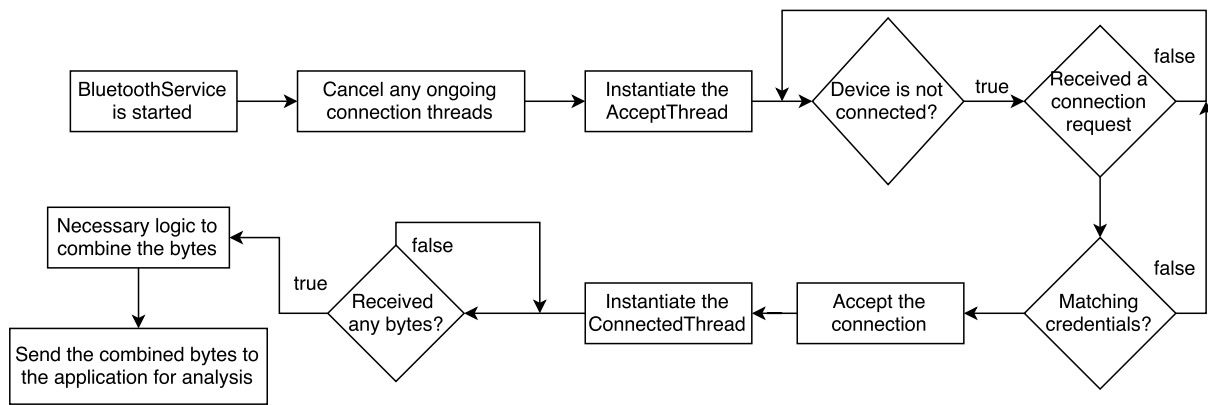 BluetoothService
is started
Cancel any ongoing
connection threads
Instantiate the
AcceptThread
Device is not
connected?
true
Received a
connection
request
false
Matching
credentials?
false
Accept the
connection
Instantiate the
ConnectedThread
Received
any bytes?
false
true
Necessary logic to
combine the bytes
Send the combined bytes to
the application for analysis